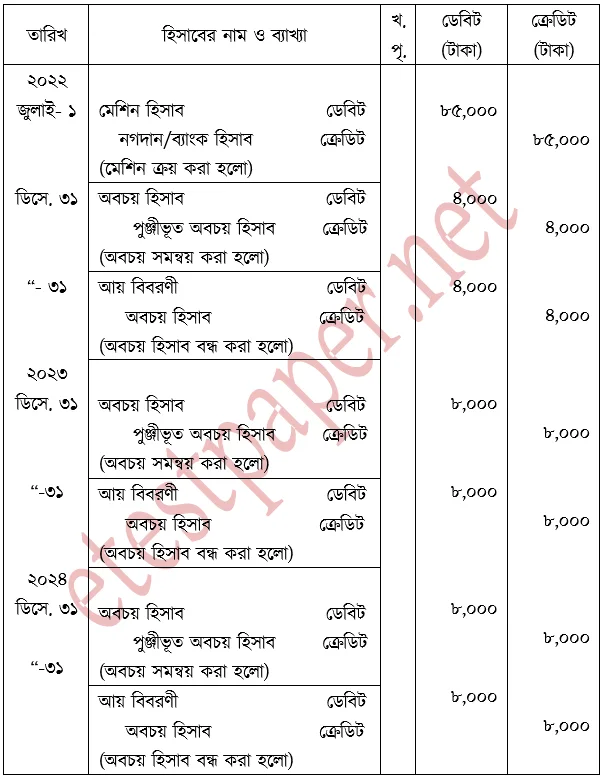 তারিখ হিসাবের নাম ও ব্যাখ্যা খ. পৃ. ডেবিট (টাকা) ক্রেডিট (টাকা)
২০২২
জুলাই- ১ মেশিন হিসাব ডেবিট ৮৫,০০০
নগদান/ব্যাংক হিসাব ক্রেডিট ৮৫,০০০
(মেশিন ক্রয় করা হলো)
ডিসে. ৩১ অবচয় হিসাব ডেবিট ৪,০০০
পুঞ্জীভূত অবচয় হিসাব ক্রেডিট ৪,০০০
(অবচয় সমন্বয় করা হলো)
“- ৩১ আয় বিবরণী ডেবিট ৪,০০০
অবচয় হিসাব ক্রেডিট ৪,০০০
(অবচয় হিসাব বন্ধ করা হলো)
২০২৩
ডিসে. ৩১ অবচয় হিসাব ডেবিট ৮,০০০
পুঞ্জীভূত অবচয় হিসাব ক্রেডিট ৮,০০০
(অবচয় সমন্বয় করা হলো)
“-৩১ আয় বিবরণী ডেবিট ৮,০০০
অবচয় হিসাব ক্রেডিট ৮,০০০
(অবচয় হিসাব বন্ধ করা হলো)
২০২৪
ডিসে. ৩১ অবচয় হিসাব ডেবিট ৮,০০০
পুঞ্জীভূত অবচয় হিসাব ক্রেডিট ৮,০০০
“-৩১ (অবচয় সমন্বয় করা হলো)
আয় বিবরণী ডেবিট ৮,০০০
অবচয় হিসাব ক্রেডিট ৮,০০০
(অবচয় হিসাব বন্ধ করা হলো)
etestpaper.net